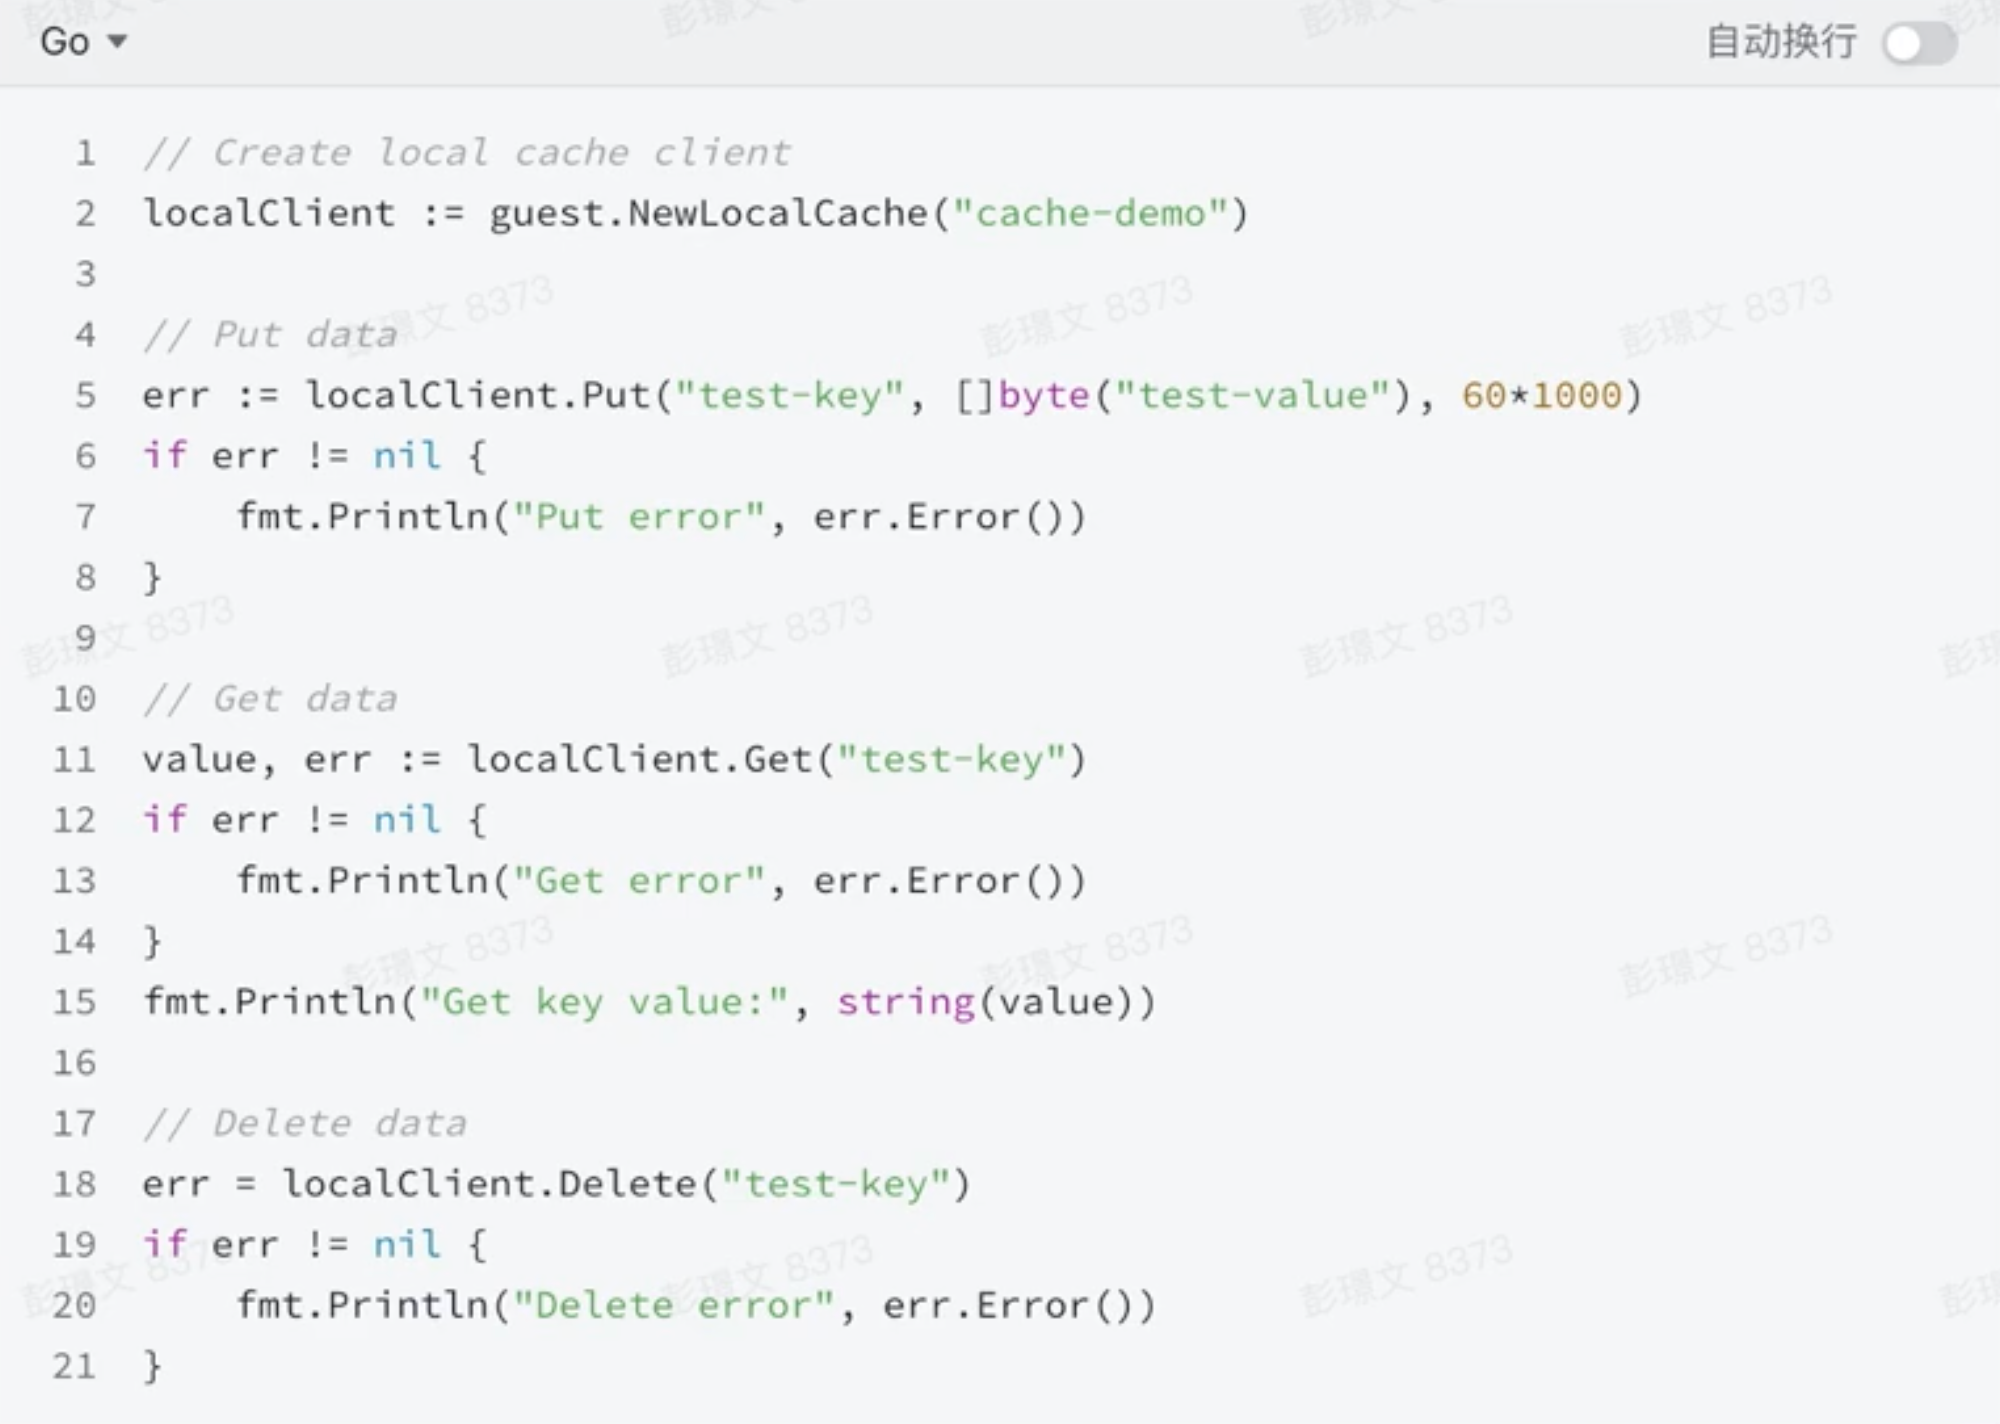 Go 自动换行
1 // Create local cache client
2 localClient := guest.NewLocalCache("cache-demo")
3
4 // Put data
5 err := localClient.Put("test-key", []byte("test-value"), 60*1000)
6 if err != nil {
7     fmt.Println("Put error", err.Error())
8 }
9
10 // Get data
11 value, err := localClient.Get("test-key")
12 if err != nil {
13     fmt.Println("Get error", err.Error())
14 }
15 fmt.Println("Get key value:", string(value))
16
17 // Delete data
18 err = localClient.Delete("test-key")
19 if err != nil {
20     fmt.Println("Delete error", err.Error())
21 }
彭璟文 8373